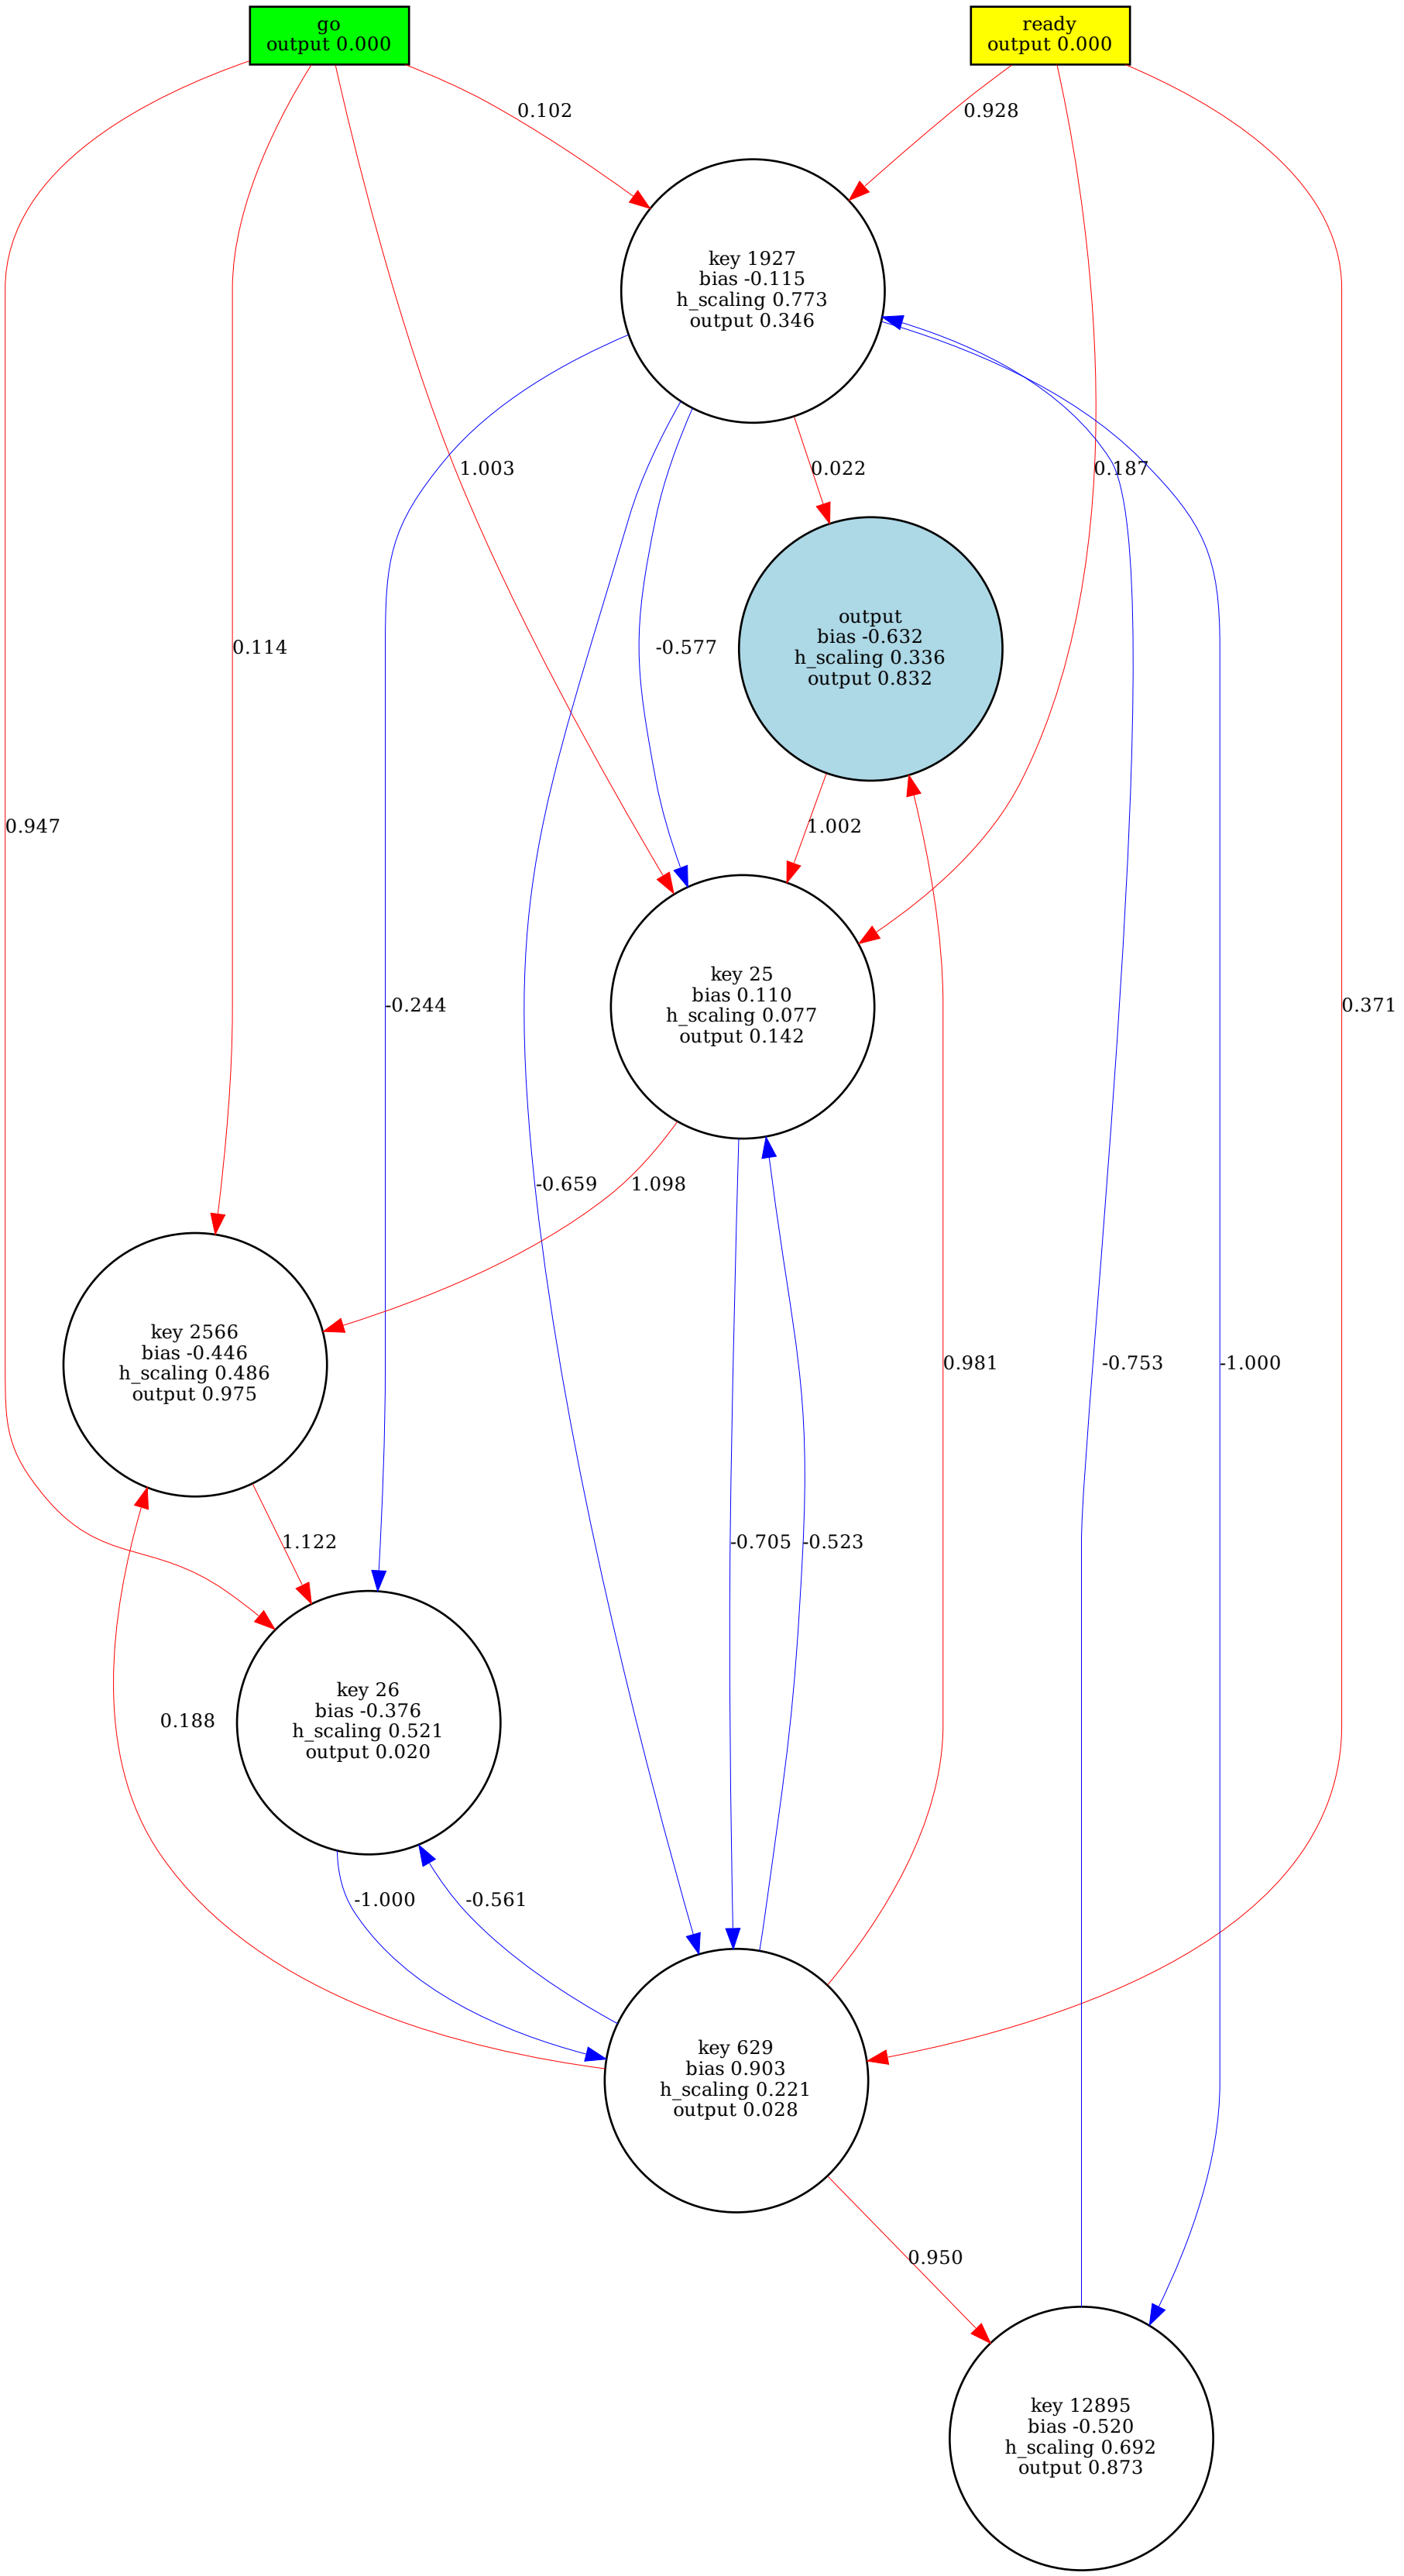 go
output 0.000
ready
output 0.000
0.102
0.928
key 1927
bias -0.115
h_scaling 0.773
output 0.346
1.003
0.022
0.187
0.114
-0.577
output
bias -0.632
h_scaling 0.336
output 0.832
0.947
1.002
-0.244
key 25
bias 0.110
h_scaling 0.077
output 0.142
0.371
-0.659
1.098
key 2566
bias -0.446
h_scaling 0.486
output 0.975
0.981
-0.753
-1.000
1.122
-0.705
-0.523
0.188
key 26
bias -0.376
h_scaling 0.521
output 0.020
-1.000
-0.561
key 629
bias 0.903
h_scaling 0.221
output 0.028
0.950
key 12895
bias -0.520
h_scaling 0.692
output 0.873